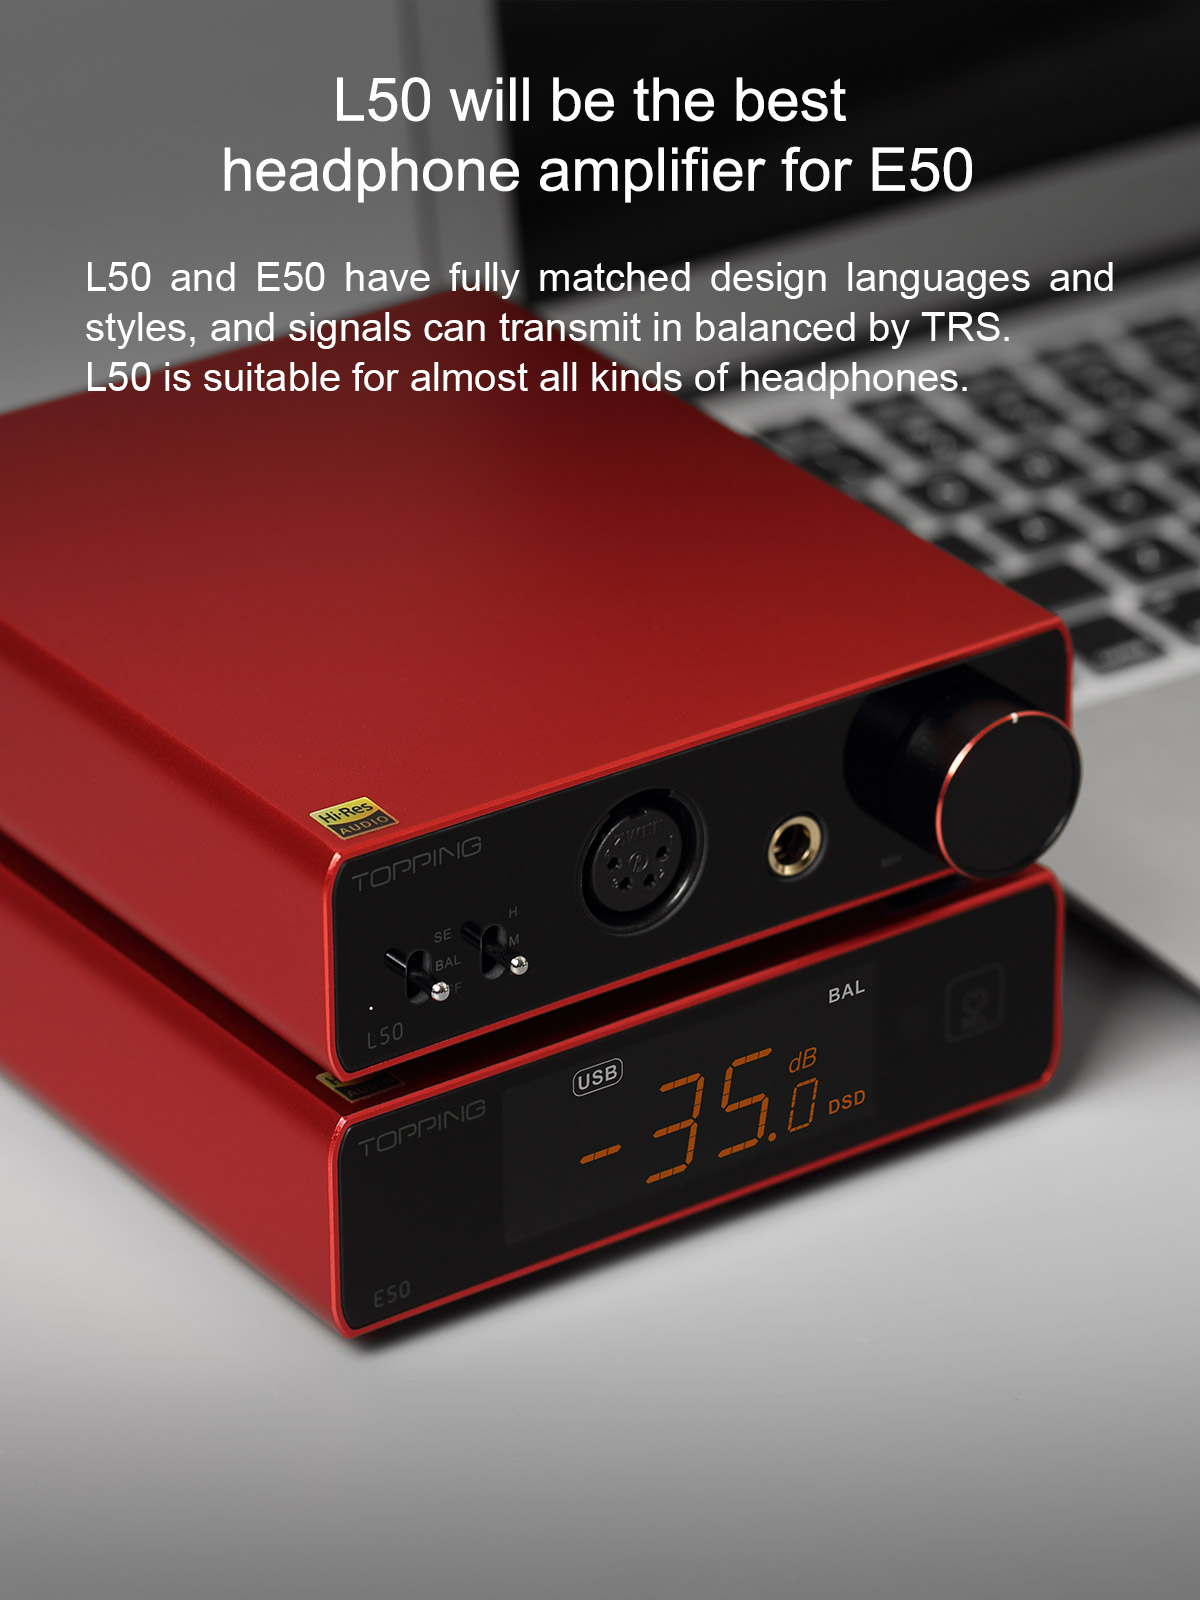 L50 will be the best
headphone amplifier for E50
L50 and E50 have fully matched design languages and
styles, and signals can transmit in balanced by TRS.
L50 is suitable for almost all kinds of headphones.
Hi-Res
AUDIO
TOPPING
SE
H
BAL
M
L50
BAL
USB
dB
-35.0
DSD
TOPPING
E50